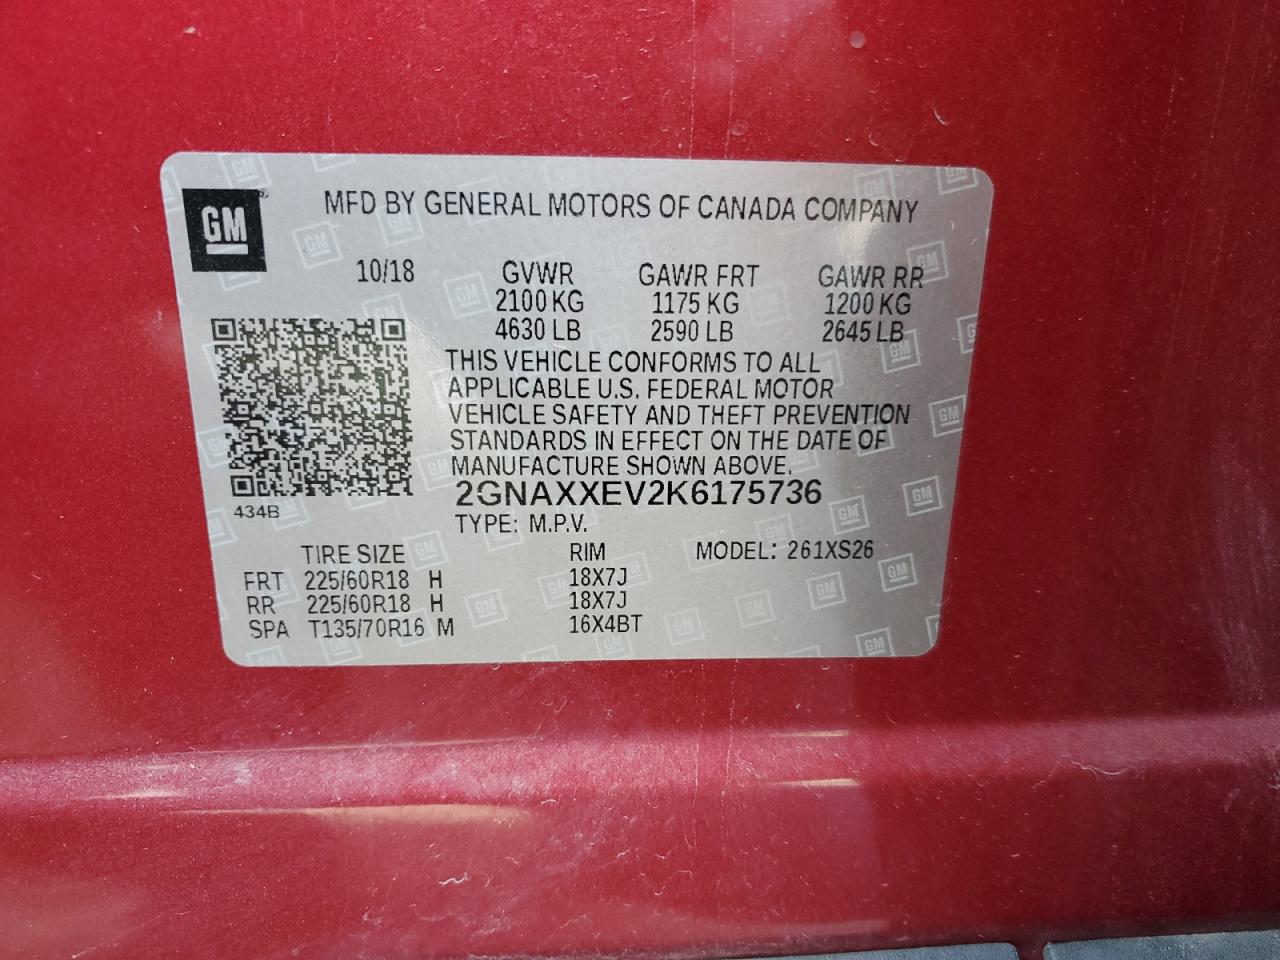 GM
MFD BY GENERAL MOTORS OF CANADA COMPANY
10/18 GVWR GAWR FRT GAWR RR
2100 KG 1175 KG 1200 KG
4630 LB 2590 LB 2645 LB
THIS VEHICLE CONFORMS TO ALL
APPLICABLE U.S. FEDERAL MOTOR
VEHICLE SAFETY AND THEFT PREVENTION
STANDARDS IN EFFECT ON THE DATE OF
MANUFACTURE SHOWN ABOVE.
2GNAXXEV2K6175736
434B
TYPE: M.P.V.
TIRE SIZE RIM MODEL: 261XS26
FRT 225/60R18 H 18X7J
RR 225/60R18 H 18X7J
SPA T135/70R16 M 16X4BT